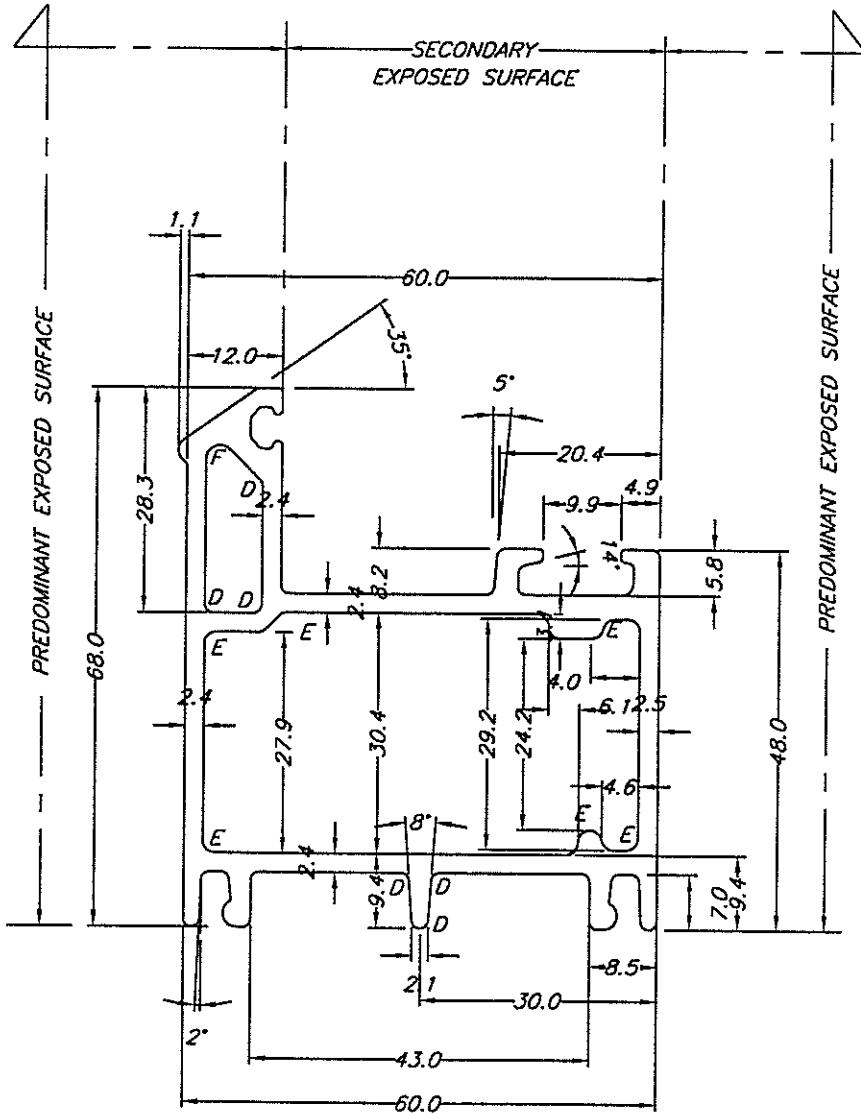 SECONDARY
EXPOSED SURFACE
PREDOMINANT EXPOSED SURFACE
PREDOMINANT EXPOSED SURFACE
1.1
60.0
12.0
35°
5°
20.4
4.9
9.9
F
D
2.4
28.3
8.2
14°
5.8
D D
2.4
E
E
E
68.0
2.4
4.0
27.9
30.4
29.2
24.2
6.1
2.5
48.0
4.6
E
E
8°
E
2.4
9.4
D
D
D
7.0
9.4
8.5
2.1
30.0
2°
43.0
60.0